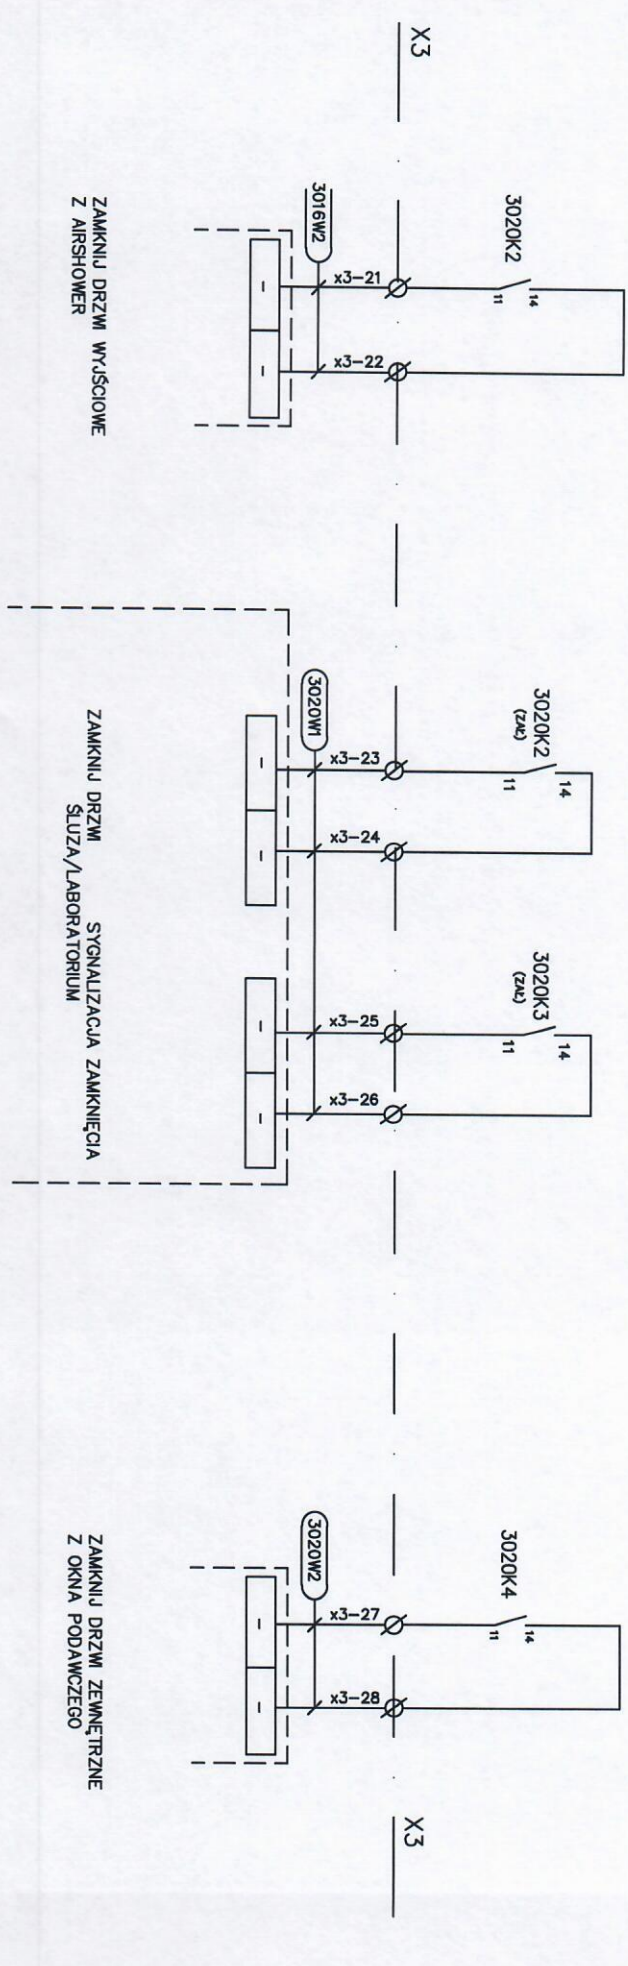 X3
3020K2
11
14
x3-21
x3-22
3016W2
ZAMKNIJ DRZWI WYJŚCIOWE
Z AIRSHOWER
3020K2
(ZAŁ)
11
14
x3-23
x3-24
3020W1
3020K3
(ZAŁ)
11
14
x3-25
x3-26
ZAMKNIJ DRZWI SYGNALIZACJA ZAMKNIĘCIA
ŚLUZA/LABORATORIUM
3020K4
11
14
x3-27
x3-28
3020W2
ZAMKNIJ DRZWI ZEWNĘTRZNE
Z OKNA PODAWCZEGO
X3